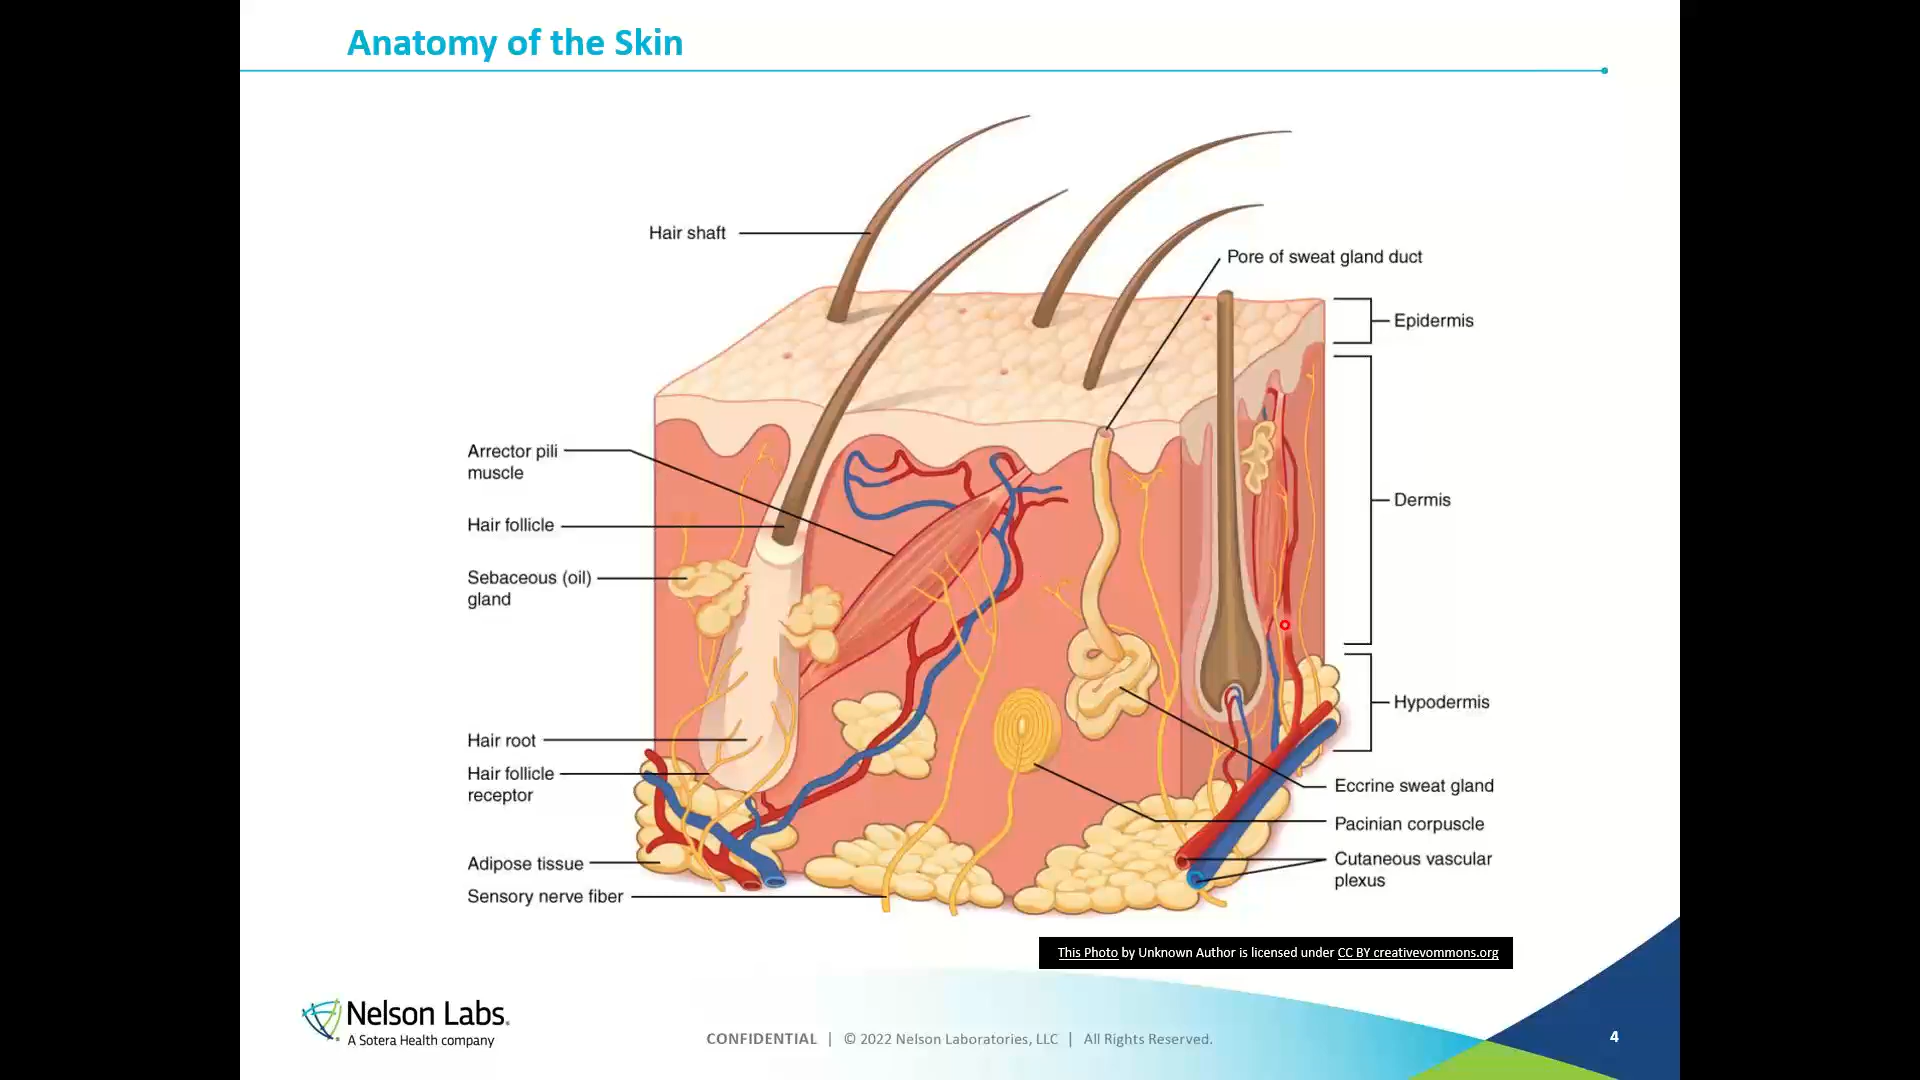 Anatomy of the Skin
Hair shaft
Pore of sweat gland duct
Epidermis
Arrector pili
muscle
Dermis
Hair follicle
Sebaceous (oil)
gland
Hypodermis
Hair root
Hair follicle
receptor
Eccrine sweat gland
Pacinian corpuscle
Adipose tissue
Cutaneous vascular
plexus
Sensory nerve fiber
This Photo by Unknown Author is licensed under CC BY creativevommons.org
Nelson Labs.
A Sotera Health company
CONFIDENTIAL | © 2022 Nelson Laboratories, LLC | All Rights Reserved.
4